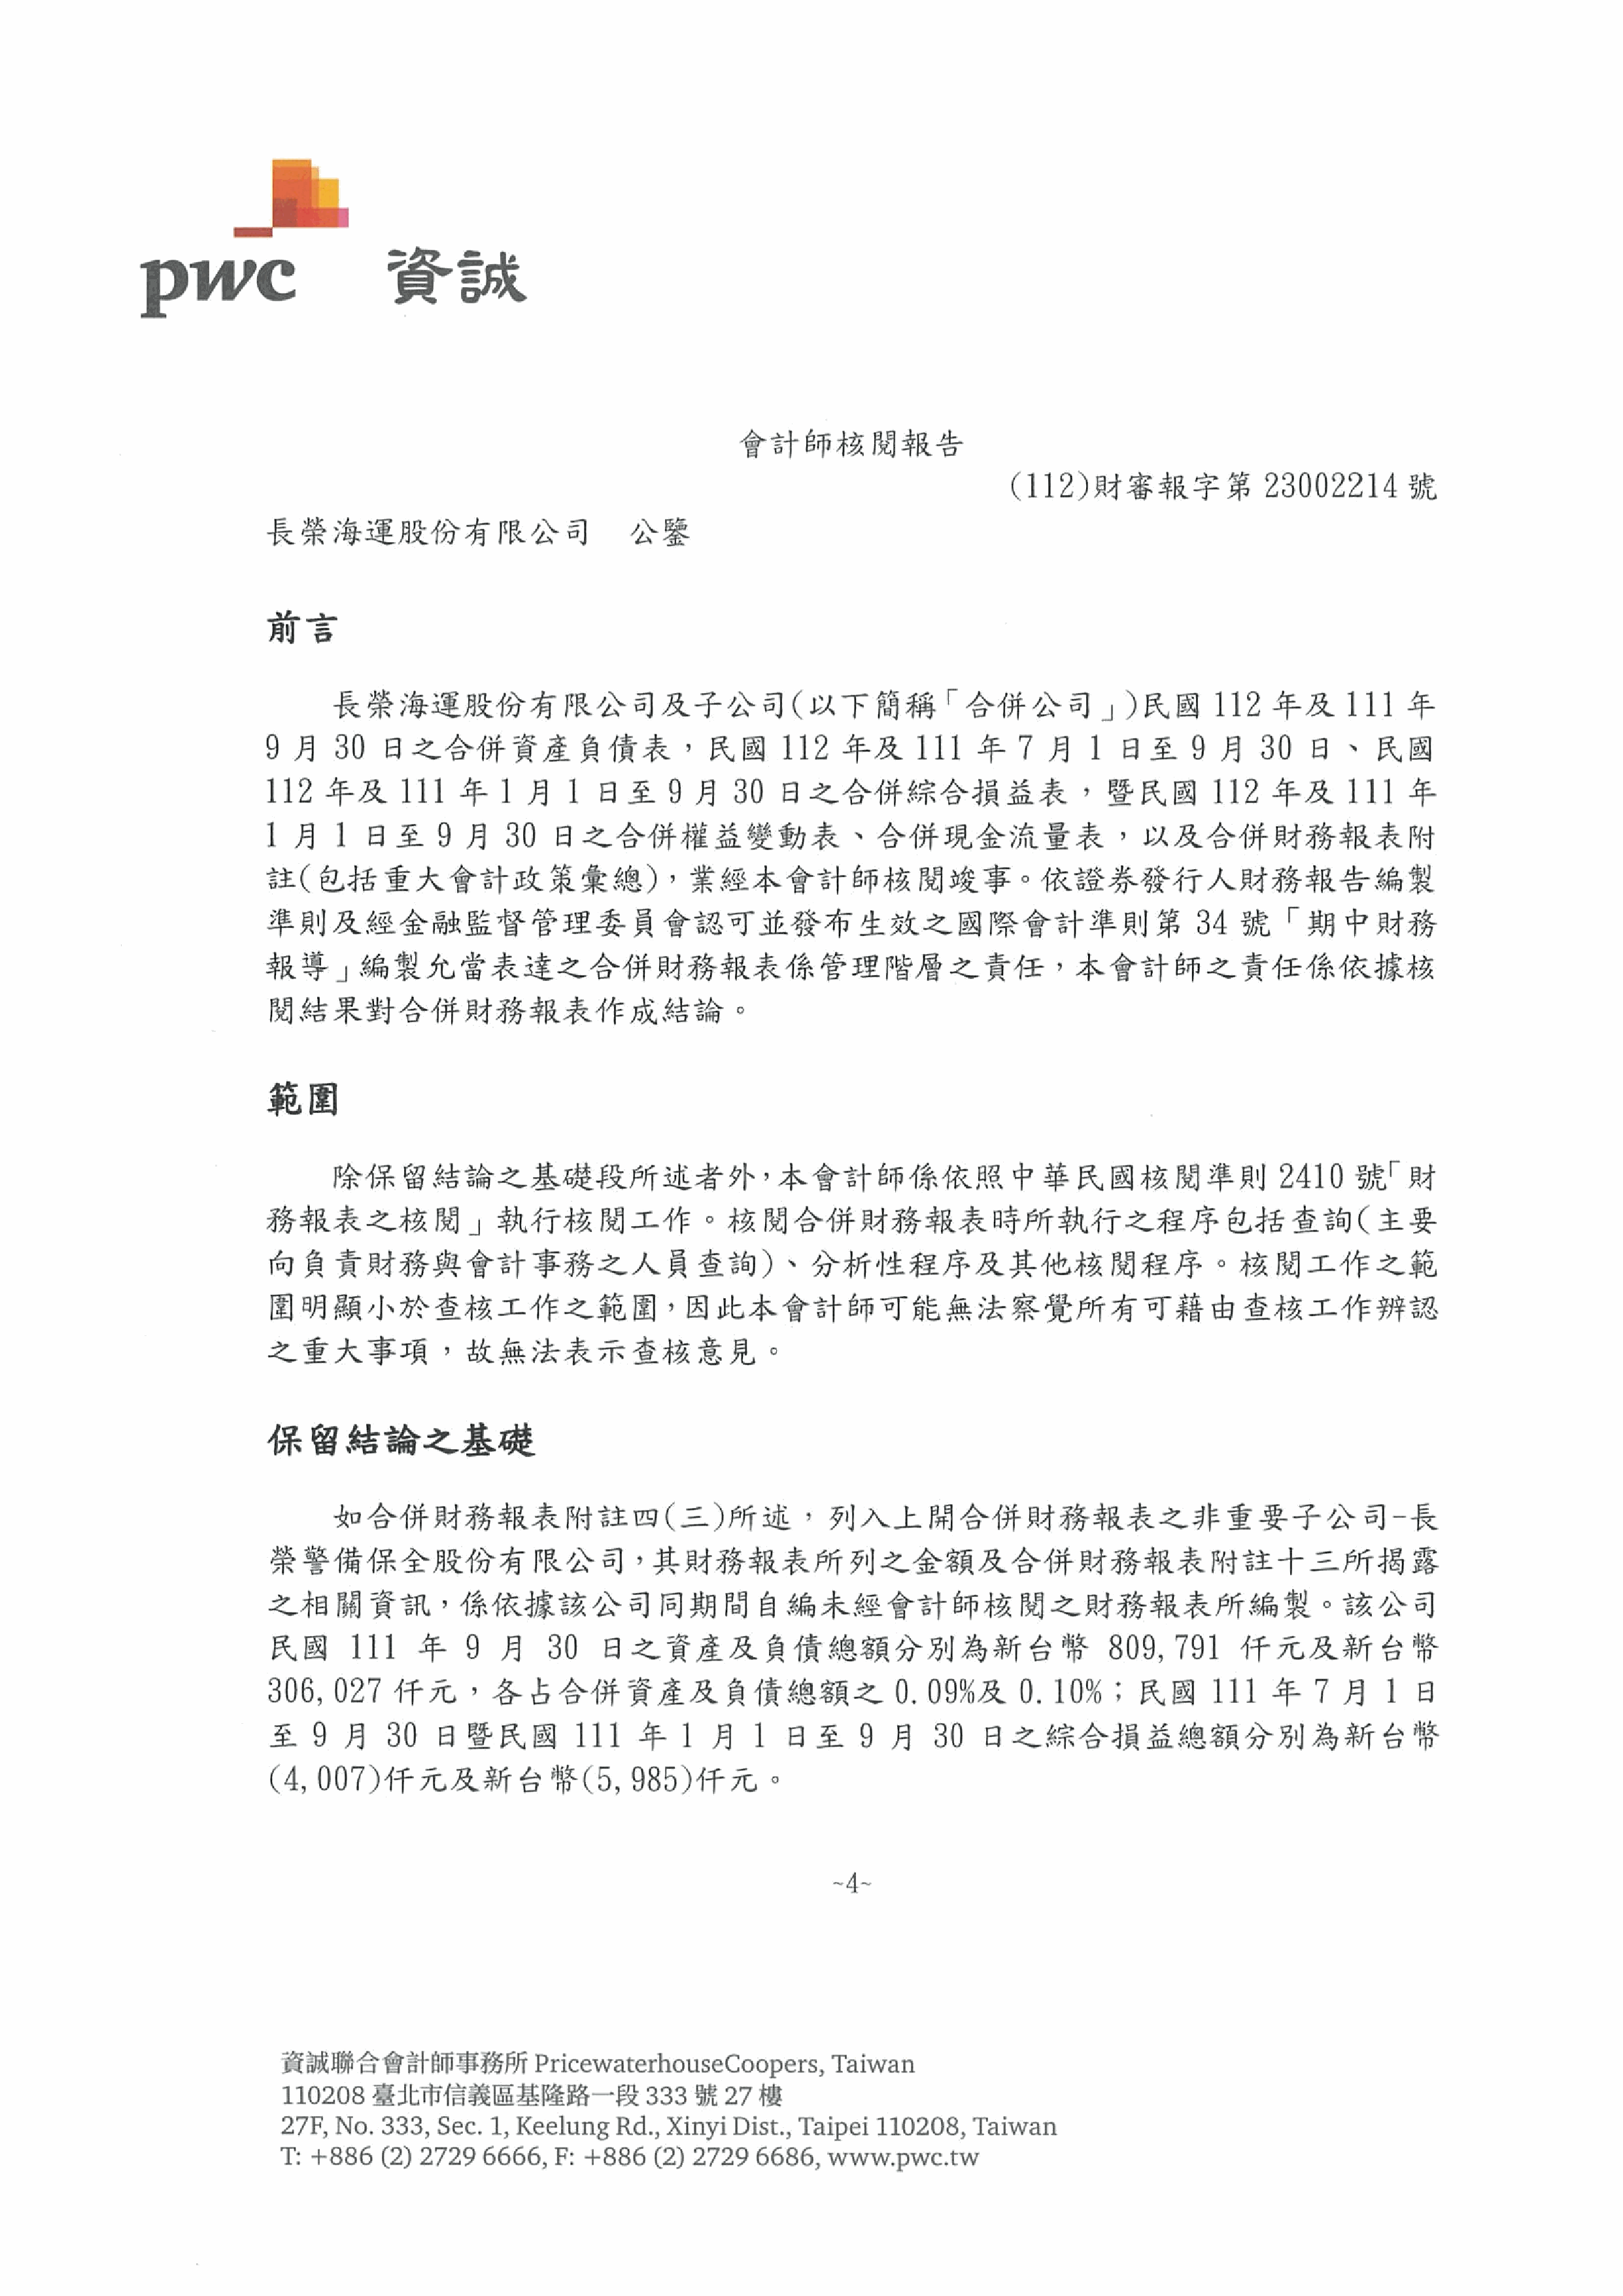 pwc 資誠
會計師核閱報告
(112)財審報字第 23002214 號
長榮海運股份有限公司 公鑒
前言
長榮海運股份有限公司及子公司(以下簡稱「合併公司」)民國 112 年及 111 年
9 月 30 日之合併資產負債表，民國 112 年及 111 年 7 月 1 日至 9 月 30 日、民國
112 年及 111 年 1 月 1 日至 9 月 30 日之合併綜合損益表，暨民國 112 年及 111 年
1 月 1 日至 9 月 30 日之合併權益變動表、合併現金流量表，以及合併財務報表附
註(包括重大會計政策彙總)，業經本會計師核閱竣事。依證券發行人財務報告編製
準則及經金融監督管理委員會認可並發布生效之國際會計準則第 34 號「期中財務
報導」編製允當表達之合併財務報表係管理階層之責任，本會計師之責任係依據核
閱結果對合併財務報表作成結論。
範圍
除保留結論之基礎段所述者外，本會計師係依照中華民國核閱準則 2410 號「財
務報表之核閱」執行核閱工作。核閱合併財務報表時所執行之程序包括查詢(主要
向負責財務與會計事務之人員查詢)、分析性程序及其他核閱程序。核閱工作之範
圍明顯小於查核工作之範圍，因此本會計師可能無法察覺所有可藉由查核工作辨認
之重大事項，故無法表示查核意見。
保留結論之基礎
如合併財務報表附註四(三)所述，列入上開合併財務報表之非重要子公司-長
榮警備保全股份有限公司，其財務報表所列之金額及合併財務報表附註十三所揭露
之相關資訊，係依據該公司同期間自編未經會計師核閱之財務報表所編製。該公司
民國 111 年 9 月 30 日之資產及負債總額分別為新台幣 809,791 仟元及新台幣
306,027 仟元，各占合併資產及負債總額之 0.09%及 0.10%；民國 111 年 7 月 1 日
至 9 月 30 日暨民國 111 年 1 月 1 日至 9 月 30 日之綜合損益總額分別為新台幣
(4,007)仟元及新台幣(5,985)仟元。
~4~
資誠聯合會計師事務所 PricewaterhouseCoopers, Taiwan
110208 臺北市信義區基隆路一段 333 號 27 樓
27F, No. 333, Sec. 1, Keelung Rd., Xinyi Dist., Taipei 110208, Taiwan
T: +886 (2) 2729 6666, F: +886 (2) 2729 6686, www.pwc.tw